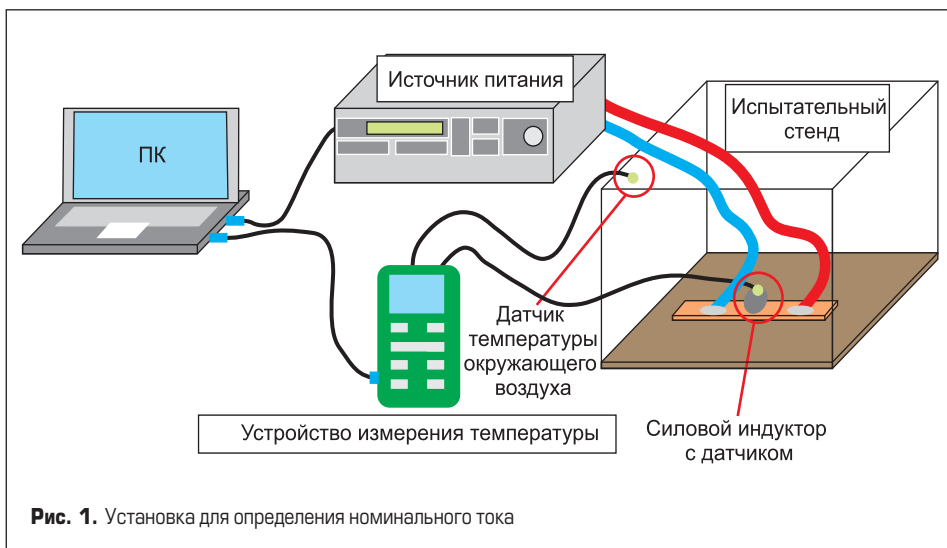 Источник питания
Испытательный
стенд
ПК
Датчик
температуры
окружающего
воздуха
Устройство измерения температуры
Силовой индуктор
с датчиком
Рис. 1. Установка для определения номинального тока